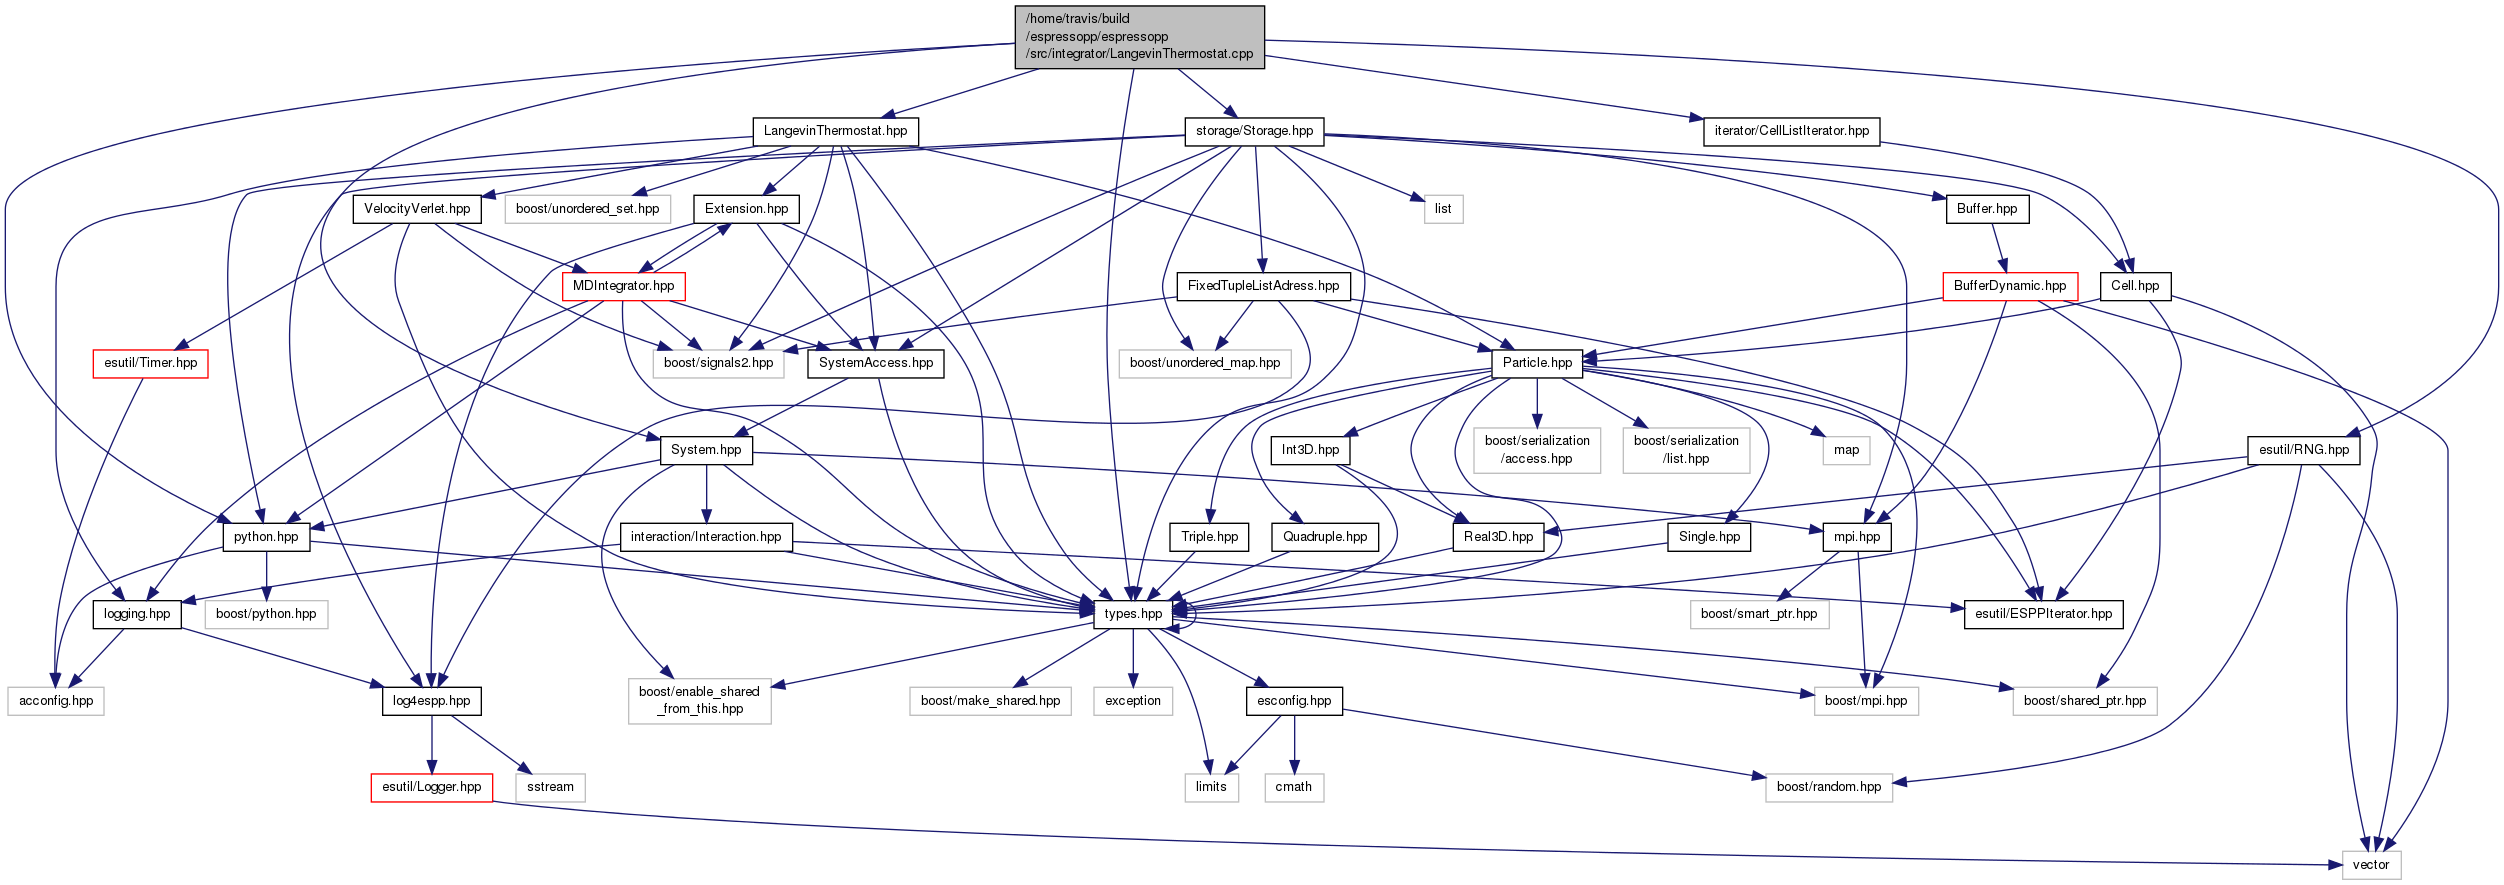 /home/travis/build
/espressopp/espressopp
/src/integrator/LangevinThermostat.cpp
LangevinThermostat.hpp
storage/Storage.hpp
iterator/CellListIterator.hpp
VelocityVerlet.hpp
boost/unordered_set.hpp
Extension.hpp
list
Buffer.hpp
MDIntegrator.hpp
FixedTupleListAdress.hpp
BufferDynamic.hpp
Cell.hpp
esutil/Timer.hpp
boost/signals2.hpp
SystemAccess.hpp
boost/unordered_map.hpp
Particle.hpp
System.hpp
Int3D.hpp
boost/serialization
/access.hpp
boost/serialization
/list.hpp
map
esutil/RNG.hpp
python.hpp
interaction/Interaction.hpp
Triple.hpp
Quadruple.hpp
Real3D.hpp
Single.hpp
mpi.hpp
logging.hpp
boost/python.hpp
types.hpp
boost/smart_ptr.hpp
esutil/ESPPIterator.hpp
acconfig.hpp
log4espp.hpp
boost/enable_shared
_from_this.hpp
boost/make_shared.hpp
exception
esconfig.hpp
boost/mpi.hpp
boost/shared_ptr.hpp
esutil/Logger.hpp
sstream
limits
cmath
boost/random.hpp
vector